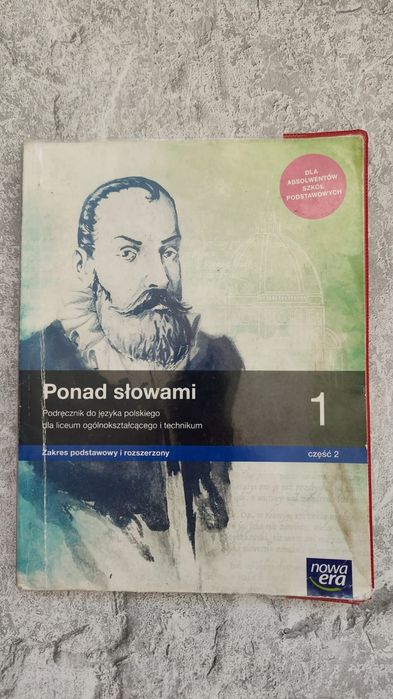 DLA
ABSOLWENTÓW
SZKÓŁ
PODSTAWOWYCH
Ponad słowami
Podręcznik do języka polskiego
dla liceum ogólnokształcącego i technikum
1
Zakres podstawowy i rozszerzony
część 2
nowa
era